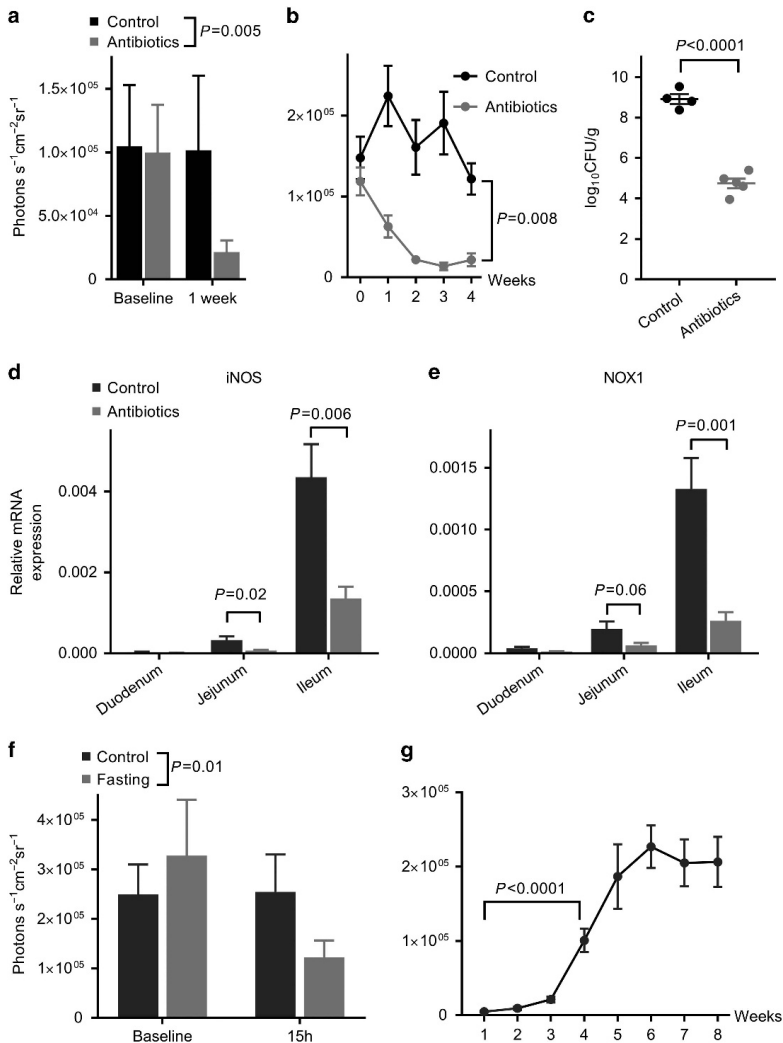 a
Control
Antibiotics
P=0.005
Photons s⁻¹cm⁻²sr⁻¹
1.5×10⁰⁵
1.0×10⁰⁵
5.0×10⁰⁴
0
Baseline
1 week
b
Control
Antibiotics
2×10⁰⁵
1×10⁰⁵
0
P=0.008
Weeks
0 1 2 3 4
c
P<0.0001
log₁₀CFU/g
10
8
6
4
2
0
Control
Antibiotics
d
iNOS
Control
Antibiotics
P=0.006
P=0.02
Relative mRNA
expression
0.004
0.002
0.000
Duodenum
Jejunum
Ileum
e
NOX1
P=0.001
P=0.06
0.0015
0.0010
0.0005
0.0000
Duodenum
Jejunum
Ileum
f
Control
Fasting
P=0.01
Photons s⁻¹cm⁻²sr⁻¹
4×10⁰⁵
3×10⁰⁵
2×10⁰⁵
1×10⁰⁵
0
Baseline
15h
g
3×10⁰⁵
2×10⁰⁵
1×10⁰⁵
0
P<0.0001
Weeks
1 2 3 4 5 6 7 8